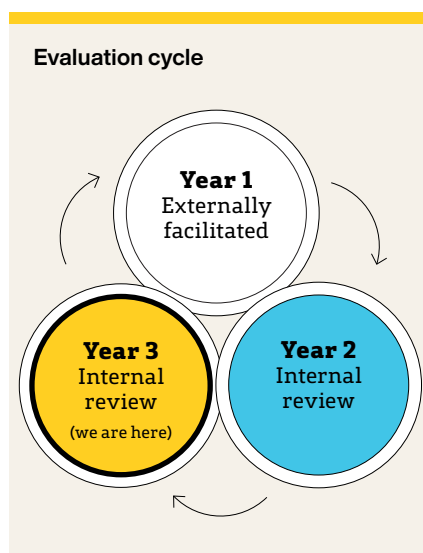 Evaluation cycle
Year 1
Externally
facilitated
Year 2
Internal
review
Year 3
Internal
review
(we are here)